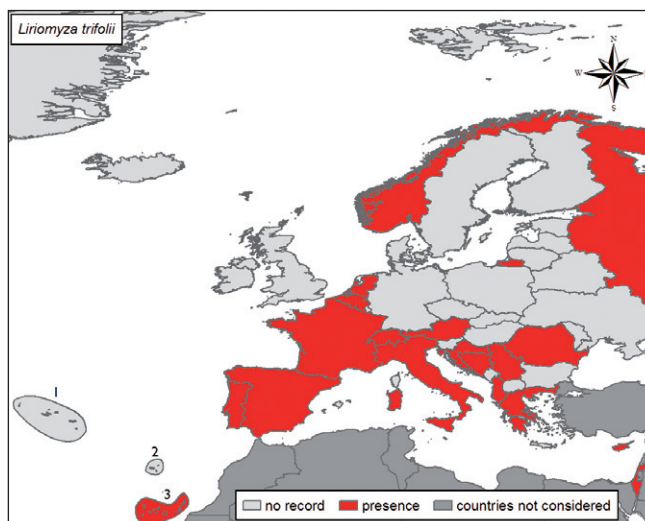 Liriomyza trifolii
N
W
S
1
2
3
no record presence countries not considered